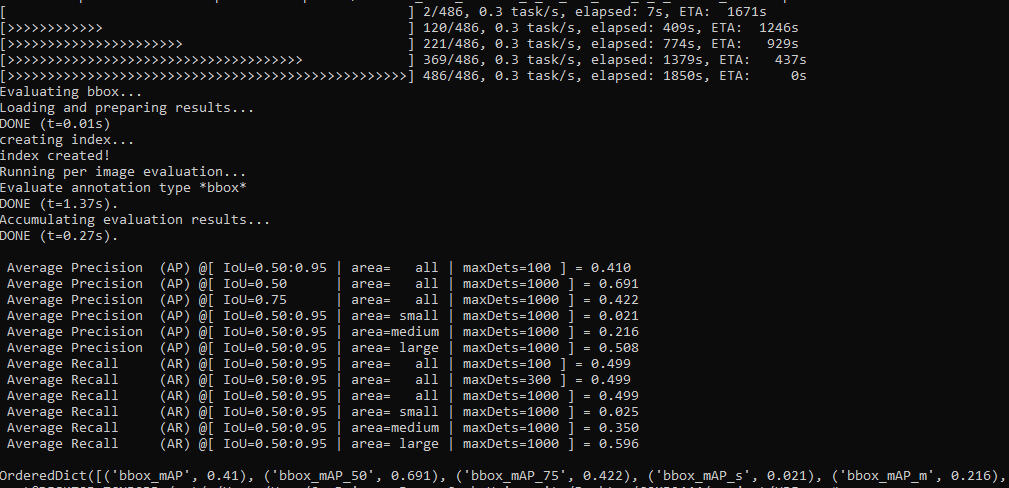 [                                                  ] 2/486, 0.3 task/s, elapsed: 7s, ETA:  1671s
[>>>>>>>>>>>>                                      ] 120/486, 0.3 task/s, elapsed: 409s, ETA:  1246s
[>>>>>>>>>>>>>>>>>>>>>>                            ] 221/486, 0.3 task/s, elapsed: 774s, ETA:   929s
[>>>>>>>>>>>>>>>>>>>>>>>>>>>>>>>>>>>>>             ] 369/486, 0.3 task/s, elapsed: 1379s, ETA:   437s
[>>>>>>>>>>>>>>>>>>>>>>>>>>>>>>>>>>>>>>>>>>>>>>>>>>] 486/486, 0.3 task/s, elapsed: 1850s, ETA:     0s
Evaluating bbox...
Loading and preparing results...
DONE (t=0.01s)
creating index...
index created!
Running per image evaluation...
Evaluate annotation type *bbox*
DONE (t=1.37s).
Accumulating evaluation results...
DONE (t=0.27s).
Average Precision  (AP) @[ IoU=0.50:0.95 | area=   all | maxDets=100 ] = 0.410
Average Precision  (AP) @[ IoU=0.50      | area=   all | maxDets=1000 ] = 0.691
Average Precision  (AP) @[ IoU=0.75      | area=   all | maxDets=1000 ] = 0.422
Average Precision  (AP) @[ IoU=0.50:0.95 | area= small | maxDets=1000 ] = 0.021
Average Precision  (AP) @[ IoU=0.50:0.95 | area=medium | maxDets=1000 ] = 0.216
Average Precision  (AP) @[ IoU=0.50:0.95 | area= large | maxDets=1000 ] = 0.508
Average Recall     (AR) @[ IoU=0.50:0.95 | area=   all | maxDets=100 ] = 0.499
Average Recall     (AR) @[ IoU=0.50:0.95 | area=   all | maxDets=300 ] = 0.499
Average Recall     (AR) @[ IoU=0.50:0.95 | area=   all | maxDets=1000 ] = 0.499
Average Recall     (AR) @[ IoU=0.50:0.95 | area= small | maxDets=1000 ] = 0.025
Average Recall     (AR) @[ IoU=0.50:0.95 | area=medium | maxDets=1000 ] = 0.350
Average Recall     (AR) @[ IoU=0.50:0.95 | area= large | maxDets=1000 ] = 0.596
OrderedDict([('bbox_mAP', 0.41), ('bbox_mAP_50', 0.691), ('bbox_mAP_75', 0.422), ('bbox_mAP_s', 0.021), ('bbox_mAP_m', 0.216),